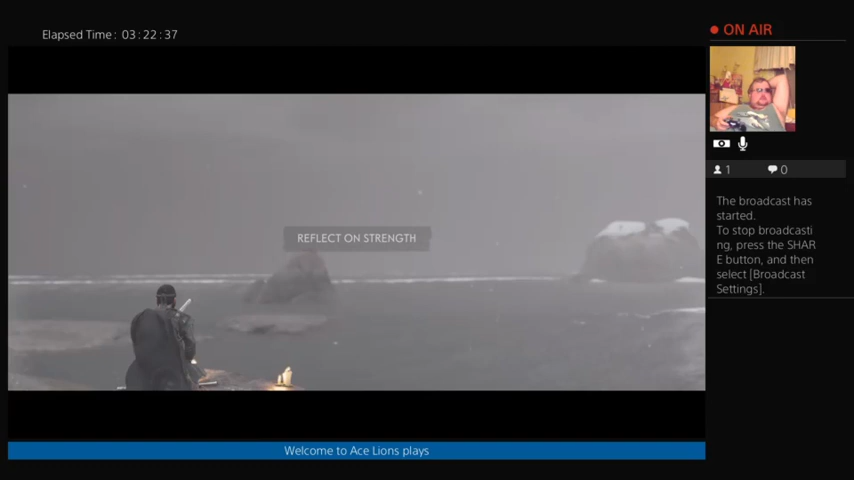 Elapsed Time: 03:22:37
ON AIR
1 0
REFLECT ON STRENGTH
The broadcast has
started.
To stop broadcasti
ng, press the SHAR
E button, and then
select [Broadcast
Settings].
Welcome to Ace Lions plays